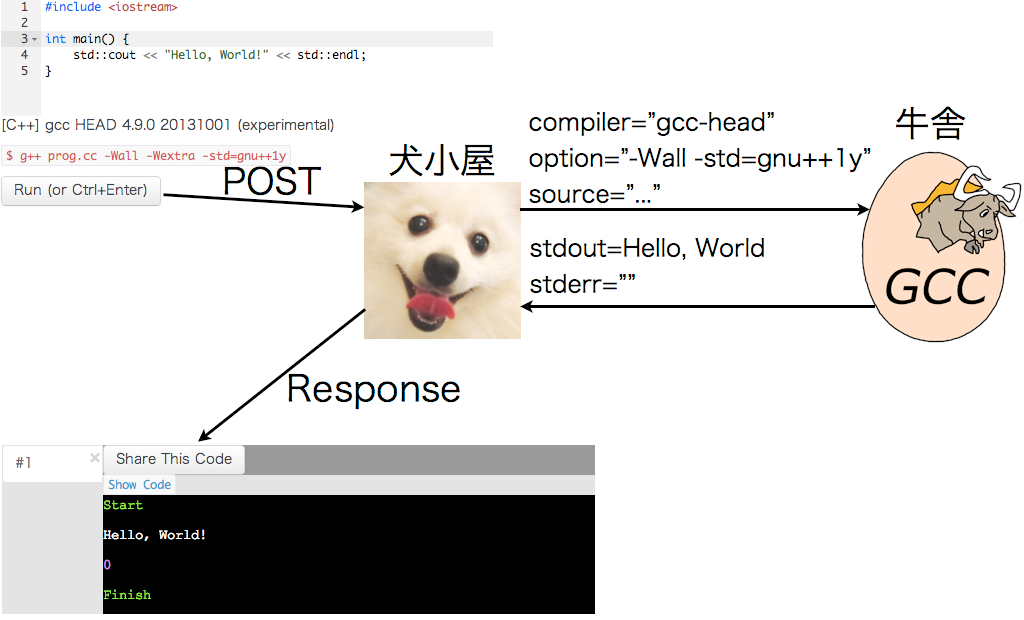 1 #include <iostream>
2
3 int main() {
4 std::cout << "Hello, World!" << std::endl;
5 }
[C++] gcc HEAD 4.9.0 20131001 (experimental)
$ g++ prog.cc -Wall -Wextra -std=gnu++1y
Run (or Ctrl+Enter)
POST
犬小屋
compiler=”gcc-head”
option=”-Wall -std=gnu++1y”
source=”...”
牛舎
GCC
stdout=Hello, World
stderr=””
Response
#1 ×
Share This Code
Show Code
Start
Hello, World!
0
Finish